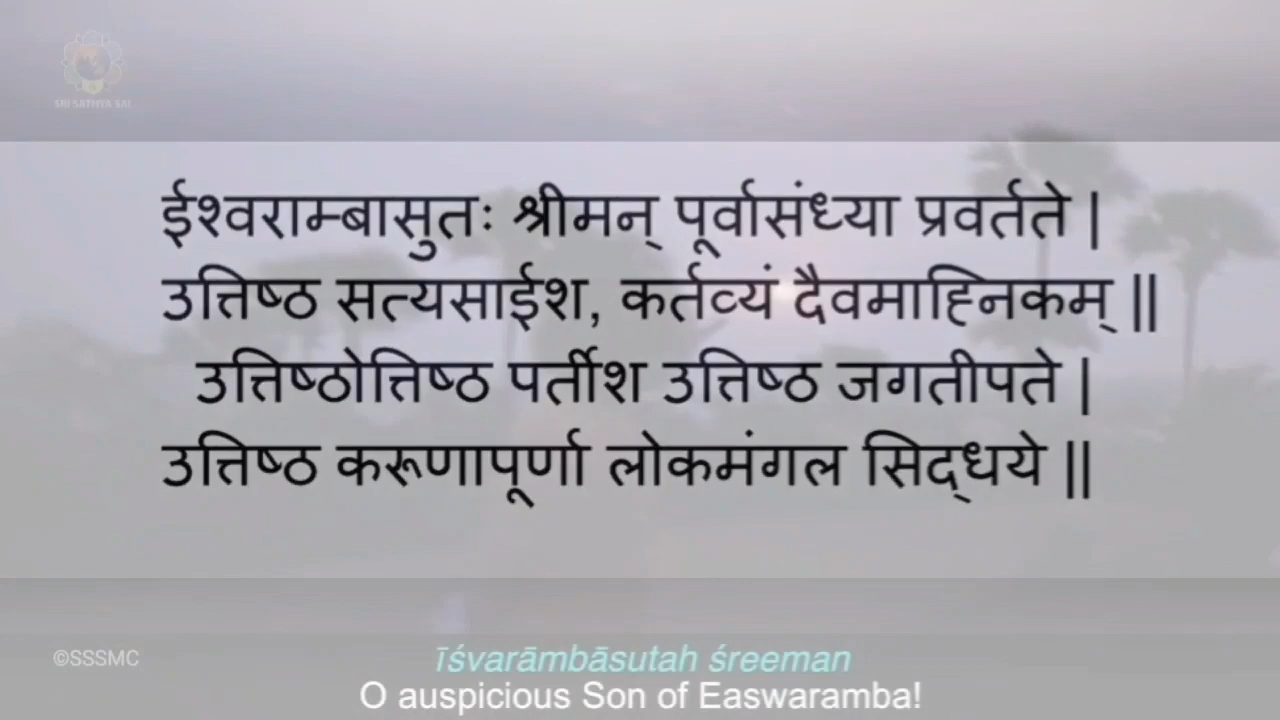 SRI SATHYA SAI
ईश्वराम्बासुतः श्रीमन् पूर्वासंध्या प्रवर्तते |
उत्तिष्ठ सत्यसाईश, कर्तव्यं दैवमाह्निकम् ||
उत्तिष्ठोत्तिष्ठ पर्तीश उत्तिष्ठ जगतीपते |
उत्तिष्ठ करूणापूर्णा लोकमंगल सिद्धये ||
©SSSMC
īśvarāmbāsutah śreeman
O auspicious Son of Easwaramba!